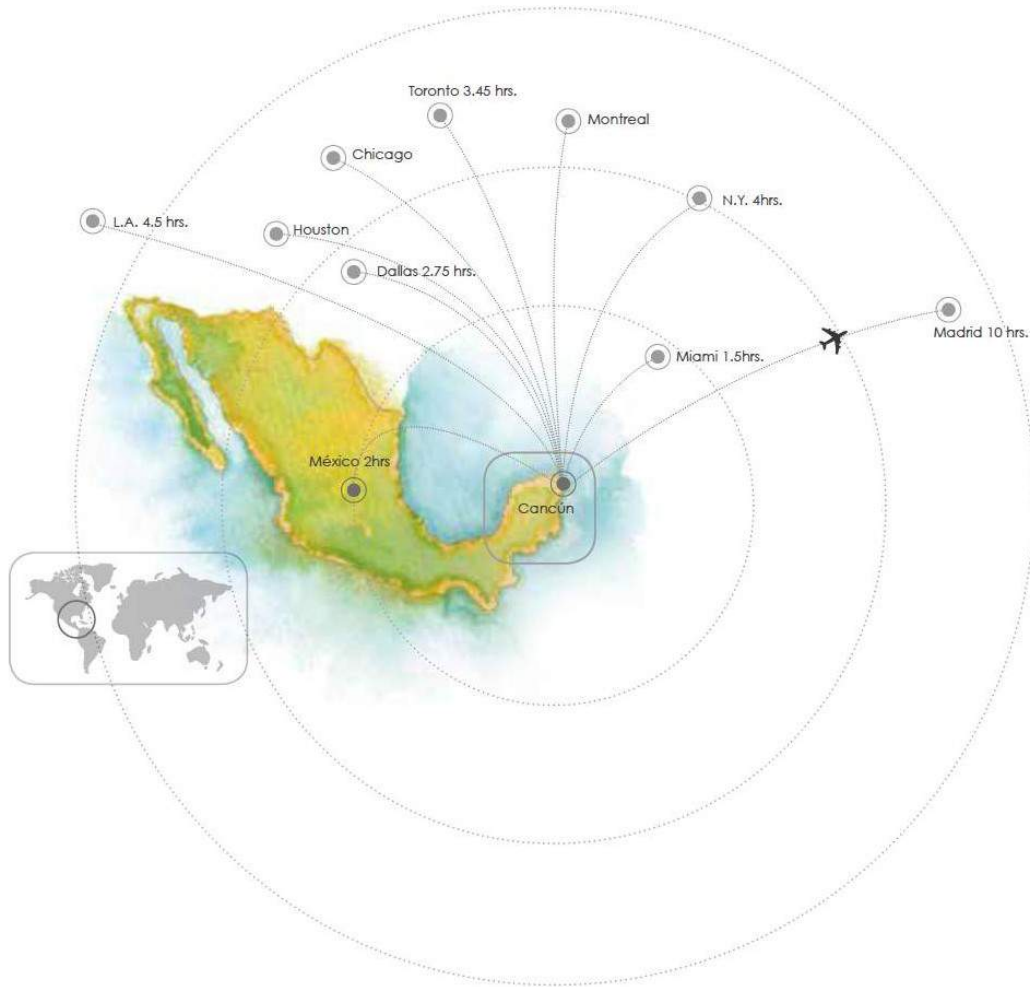 Toronto 3.45 hrs.
Montreal
Chicago
N.Y. 4hrs.
L.A. 4.5 hrs.
Houston
Dallas 2.75 hrs.
Madrid 10 hrs.
Miami 1.5hrs.
México 2hrs
Cancún